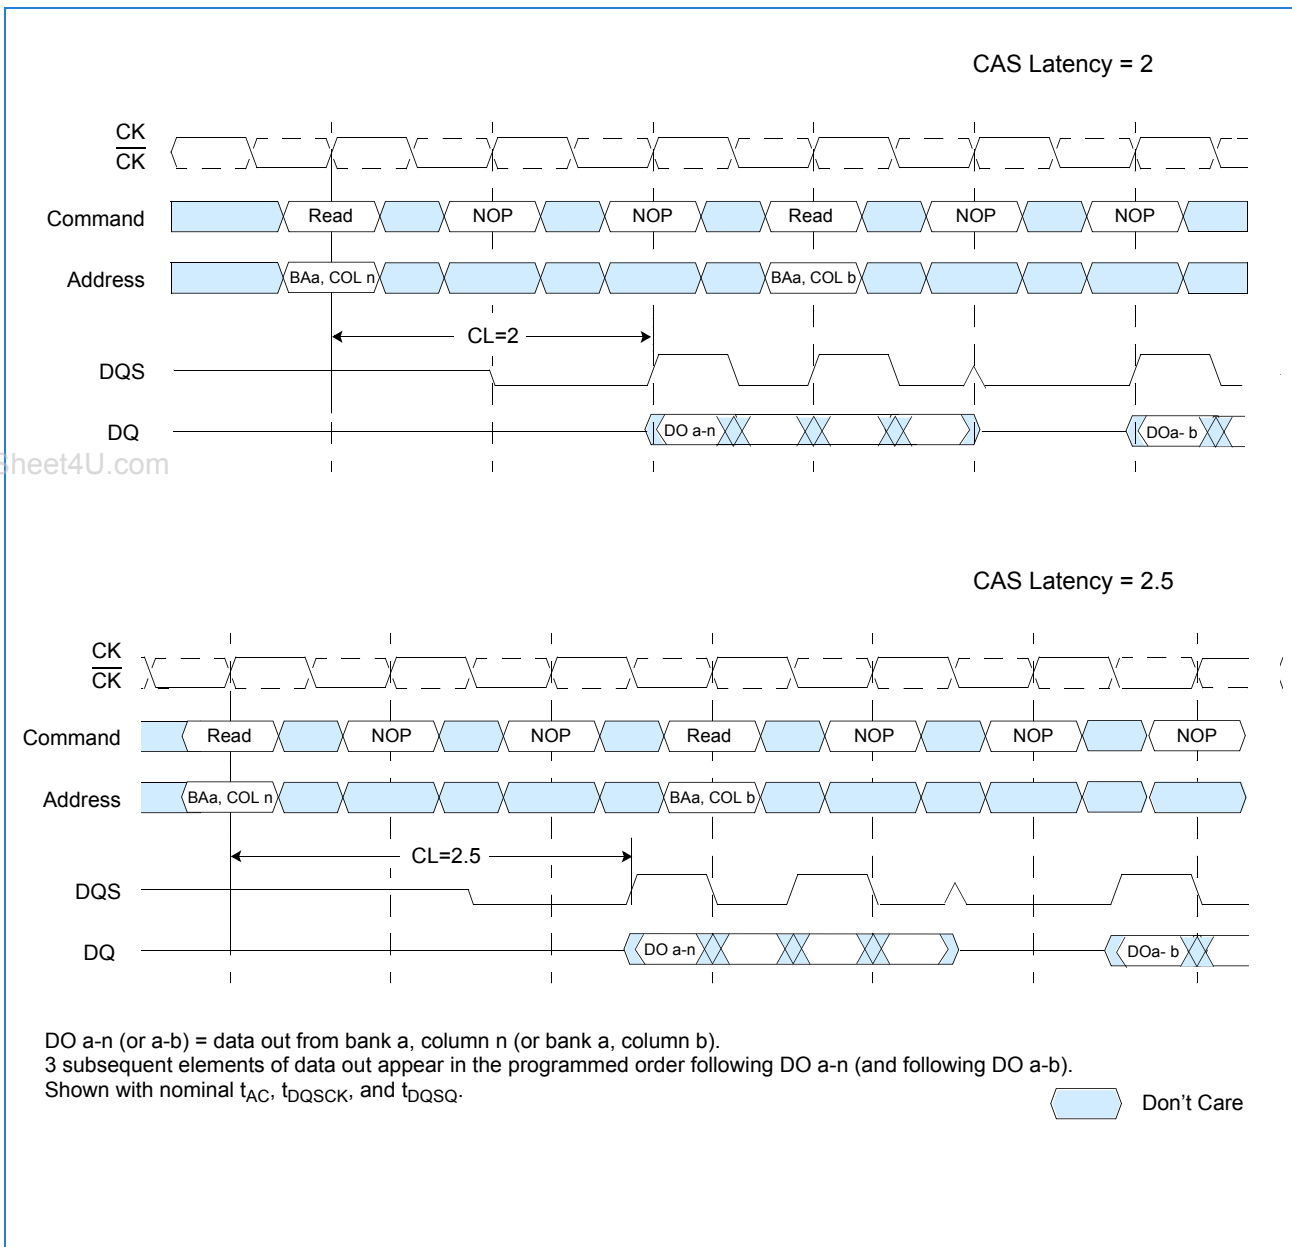 CAS Latency = 2
CK
CK
Command Read NOP NOP Read NOP NOP
Address BAa, COL n BAa, COL b
CL=2
DQS
DQ DO a-n DOa- b
heet4U.com
CAS Latency = 2.5
CK
CK
Command Read NOP NOP Read NOP NOP NOP
Address BAa, COL n BAa, COL b
CL=2.5
DQS
DQ DO a-n DOa- b
DO a-n (or a-b) = data out from bank a, column n (or bank a, column b).
3 subsequent elements of data out appear in the programmed order following DO a-n (and following DO a-b).
Shown with nominal tAC, tDQSCK, and tDQSQ.
Don't Care